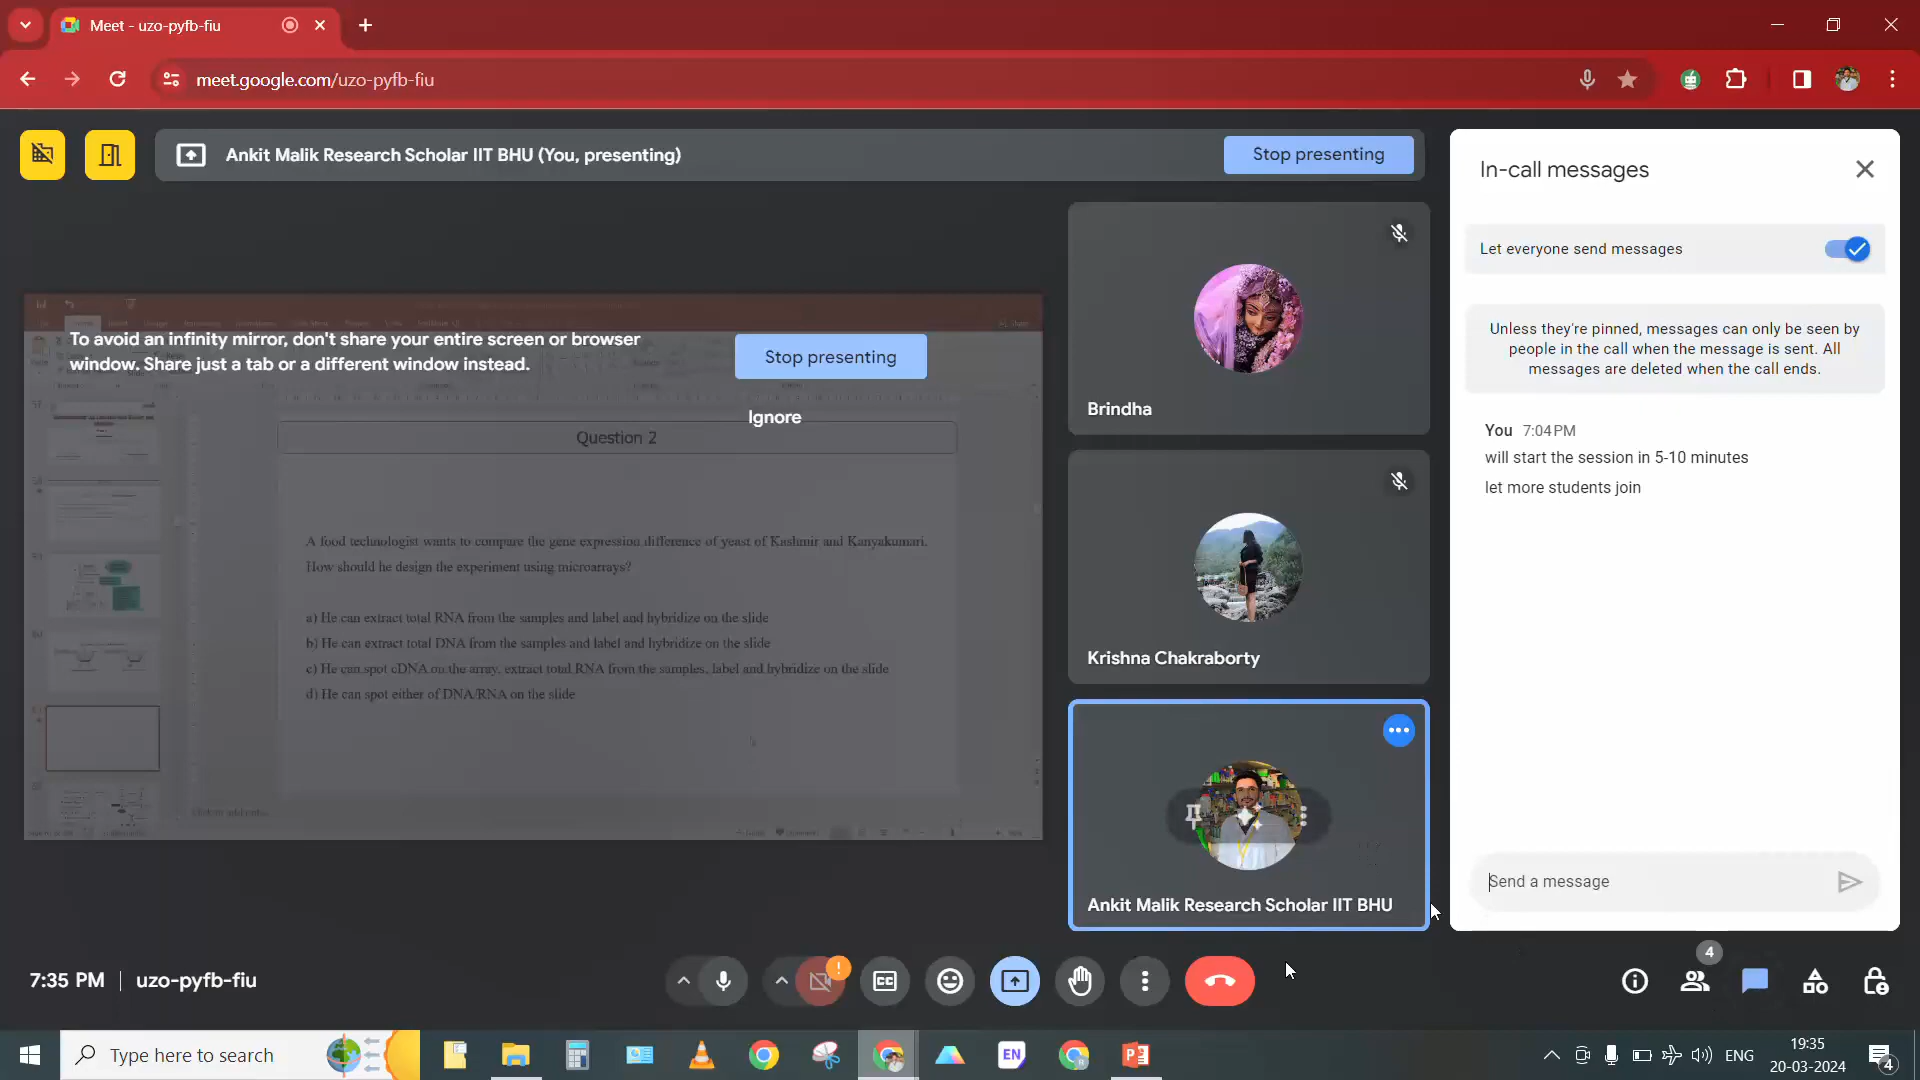 Meet - uzo-pyfb-fiu
meet.google.com/uzo-pyfb-fiu
Ankit Malik Research Scholar IIT BHU (You, presenting)
Stop presenting
To avoid an infinity mirror, don't share your entire screen or browser
window. Share just a tab or a different window instead.
Stop presenting
Ignore
Question 2
A food technologist wants to compare the gene expression difference of yeast of Kashmir and Kanyakumari.
How should he design the experiment using microarrays?
a) He can extract total RNA from the samples and label and hybridize on the slide
b) He can extract total DNA from the samples and label and hybridize on the slide
c) He can spot cDNA on the array, extract total RNA from the samples, label and hybridize on the slide
d) He can spot either of DNA/RNA on the slide
Brindha
Krishna Chakraborty
Ankit Malik Research Scholar IIT BHU
In-call messages
Let everyone send messages
Unless they're pinned, messages can only be seen by
people in the call when the message is sent. All
messages are deleted when the call ends.
You 7:04 PM
will start the session in 5-10 minutes
let more students join
Send a message
7:35 PM | uzo-pyfb-fiu
4
Type here to search
EN
ENG
19:35
20-03-2024
4